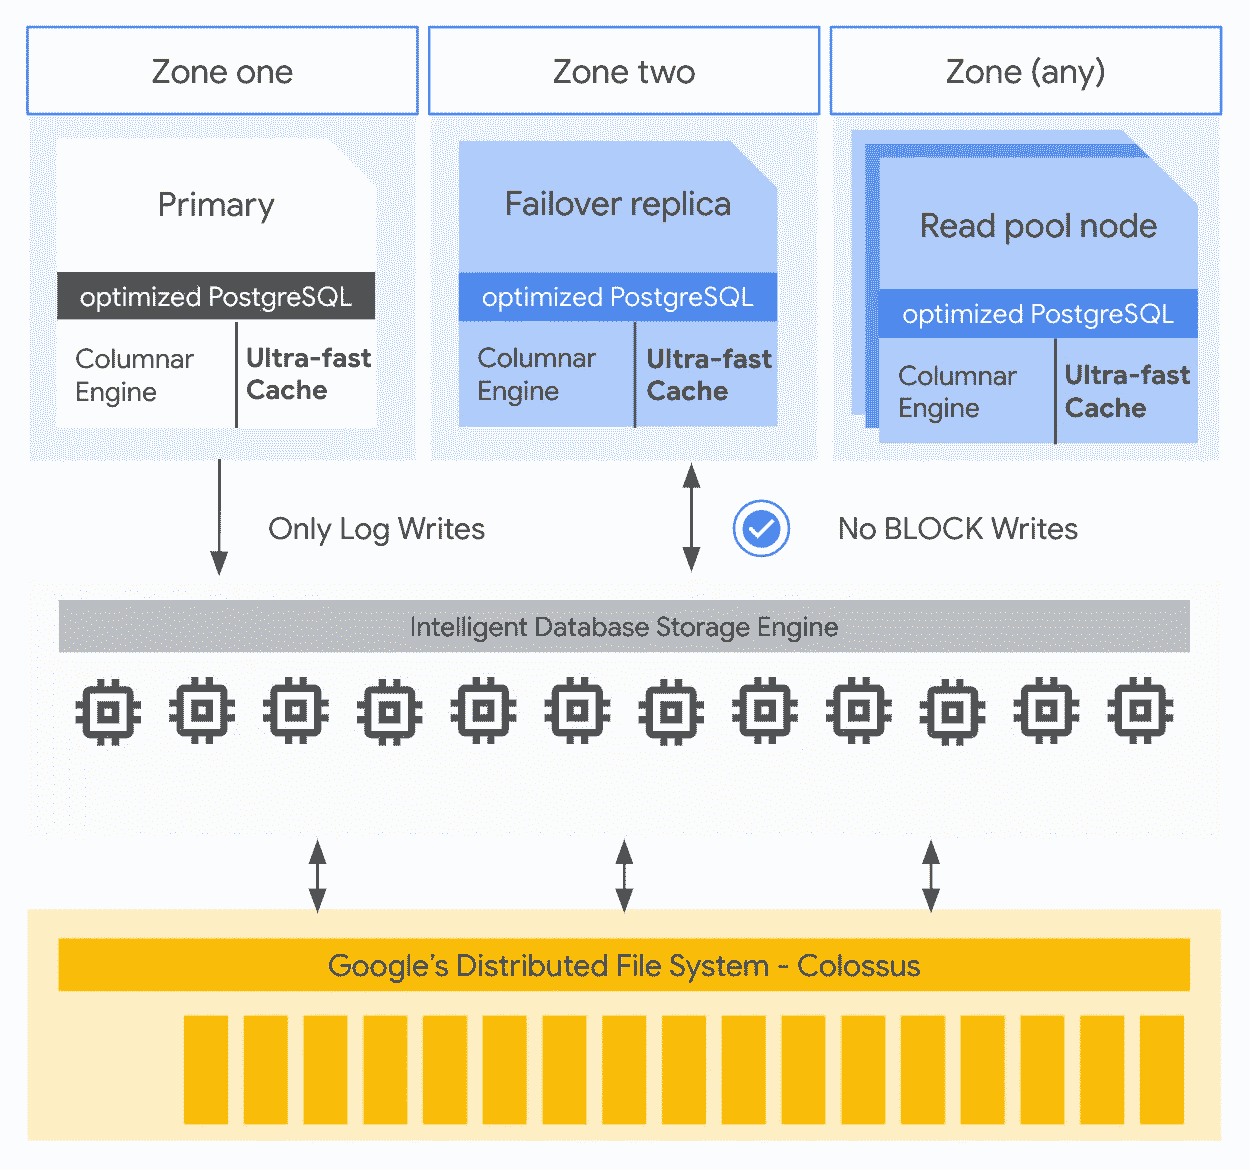 Zone one
Zone two
Zone (any)
Primary
optimized PostgreSQL
Columnar
Engine
Ultra-fast
Cache
Failover replica
optimized PostgreSQL
Columnar
Engine
Ultra-fast
Cache
Read pool node
optimized PostgreSQL
Columnar
Engine
Ultra-fast
Cache
Only Log Writes
No BLOCK Writes
Intelligent Database Storage Engine
Google's Distributed File System - Colossus